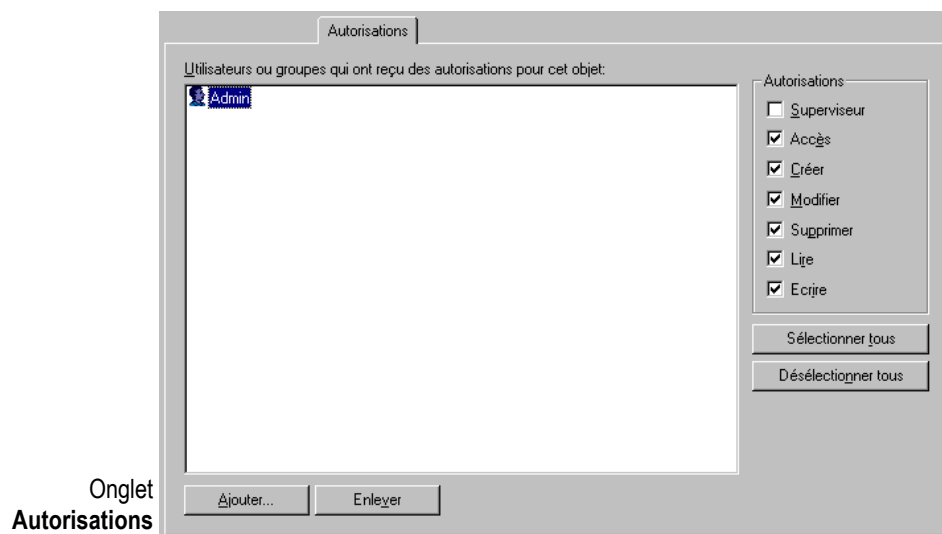 Autorisations
Utilisateurs ou groupes qui ont reçu des autorisations pour cet objet:
Admin
Autorisations
Superviseur
Accès
Créer
Modifier
Supprimer
Lire
Ecrire
Sélectionner tous
Désélectionner tous
Ajouter...
Enlever
Onglet
Autorisations